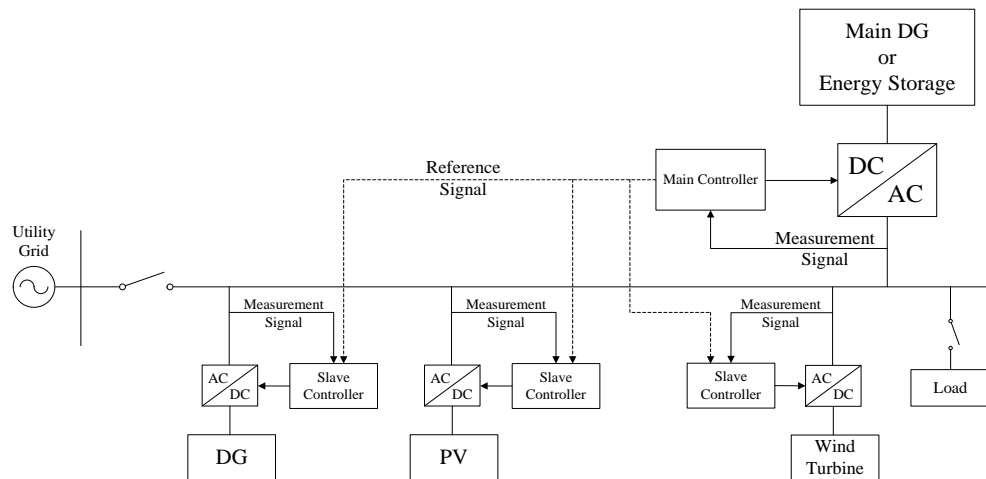 Main DG
or
Energy Storage
DC
AC
Main Controller
Reference
Signal
Measurement
Signal
Utility
Grid
Measurement
Signal
Measurement
Signal
Measurement
Signal
AC
DC
Slave
Controller
AC
DC
Slave
Controller
Slave
Controller
AC
DC
Load
DG
PV
Wind
Turbine